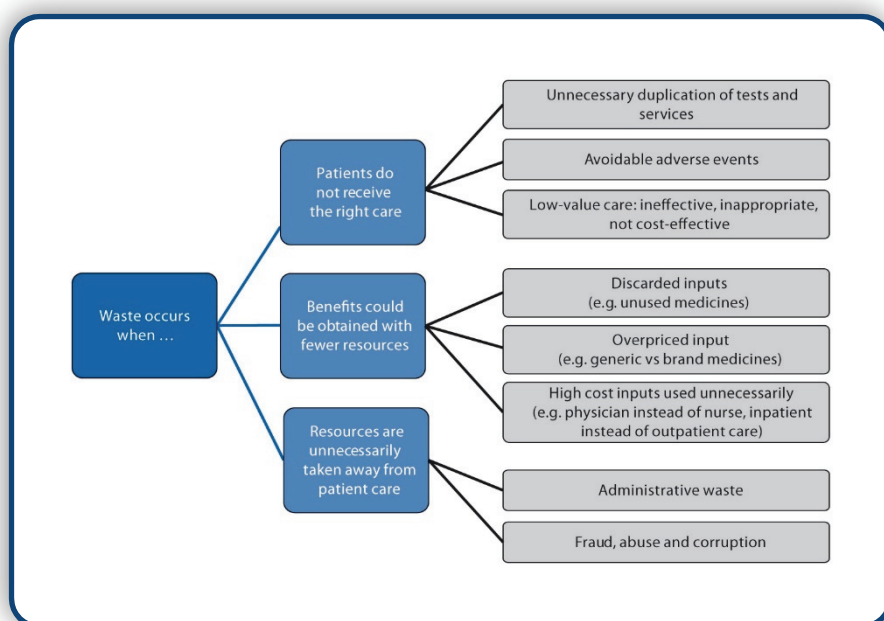 Waste occurs
when ...
Patients do
not receive
the right care
Unnecessary duplication of tests and
services
Avoidable adverse events
Low-value care: ineffective, inappropriate,
not cost-effective
Benefits could
be obtained with
fewer resources
Discarded inputs
(e.g. unused medicines)
Overpriced input
(e.g. generic vs brand medicines)
High cost inputs used unnecessarily
(e.g. physician instead of nurse, inpatient
instead of outpatient care)
Resources are
unnecessarily
taken away from
patient care
Administrative waste
Fraud, abuse and corruption